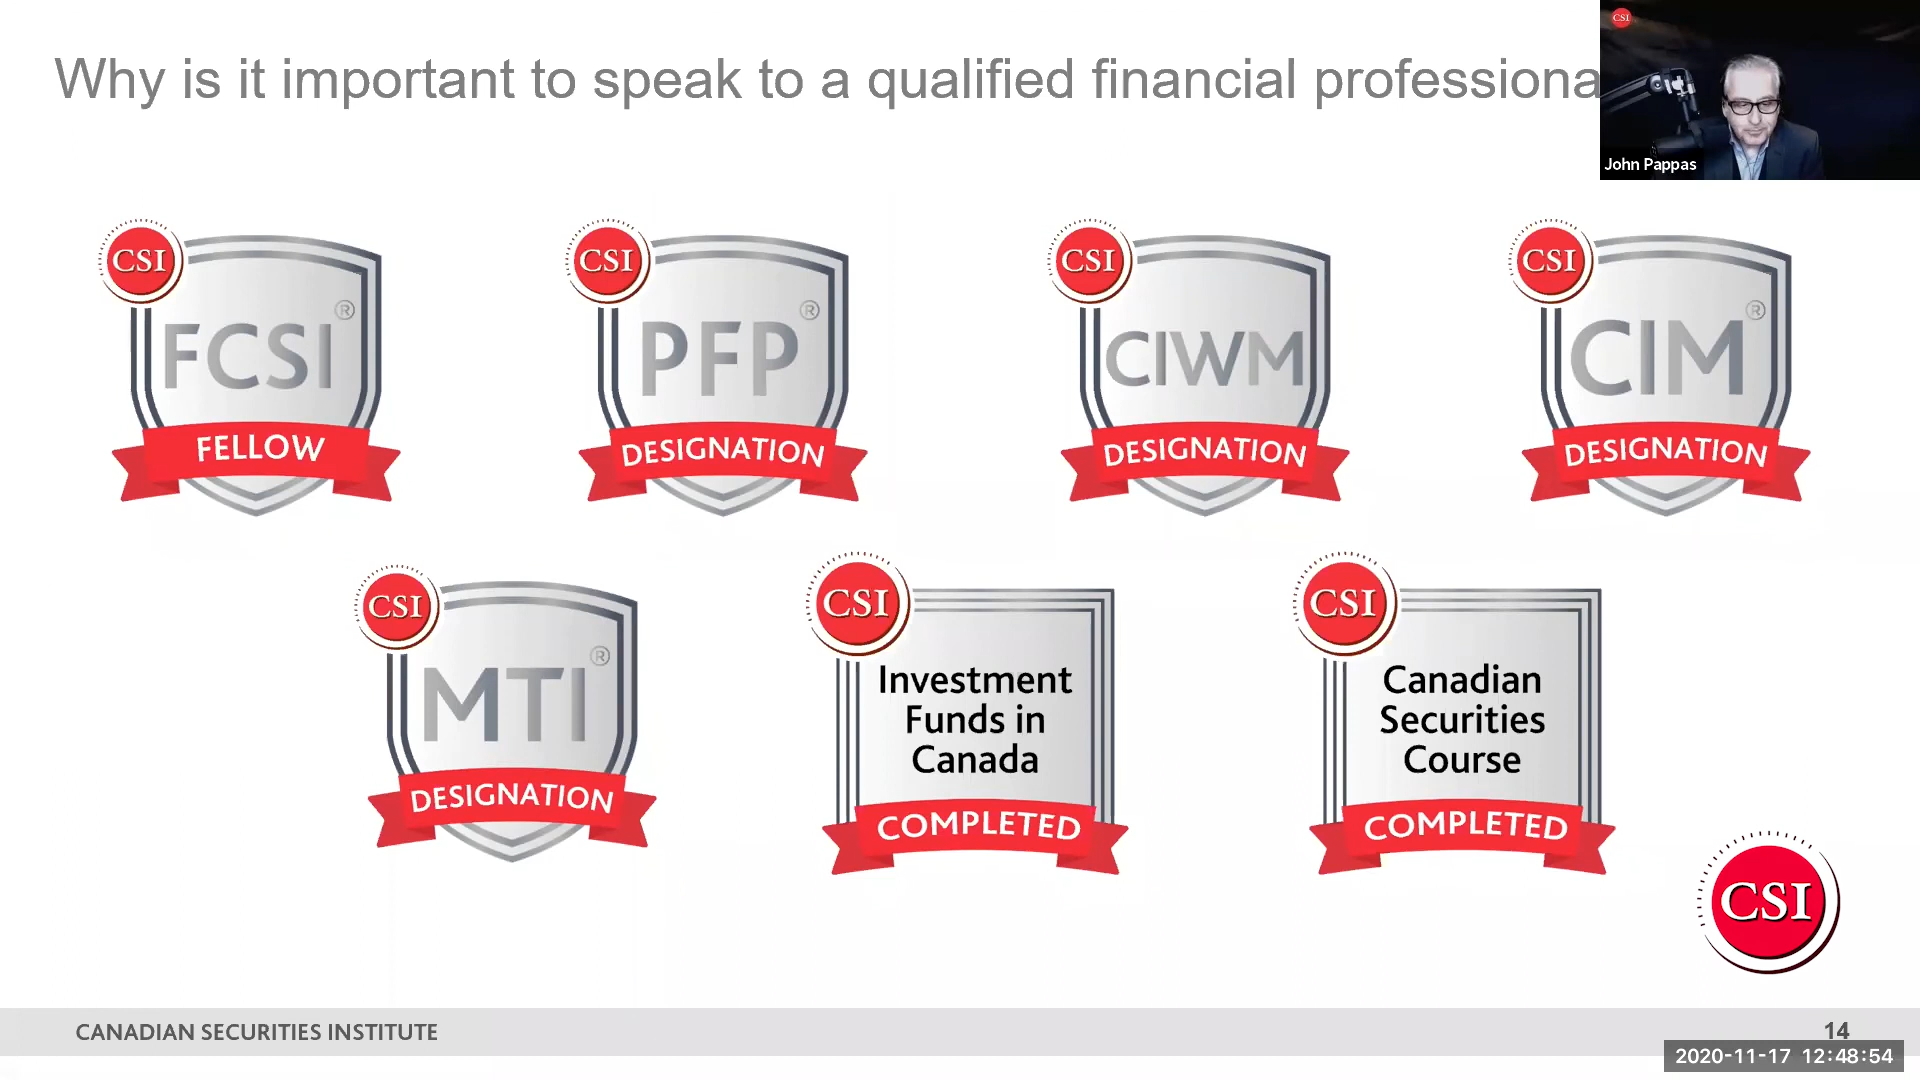 Why is it important to speak to a qualified financial professiona
CSI
John Pappas
CSI
FCSI®
FELLOW
CSI
PFP®
DESIGNATION
CSI
CIWM
DESIGNATION
CSI
CIM®
DESIGNATION
CSI
MTI®
DESIGNATION
CSI
Investment
Funds in
Canada
COMPLETED
CSI
Canadian
Securities
Course
COMPLETED
CSI
CANADIAN SECURITIES INSTITUTE
14
2020-11-17 12:48:54